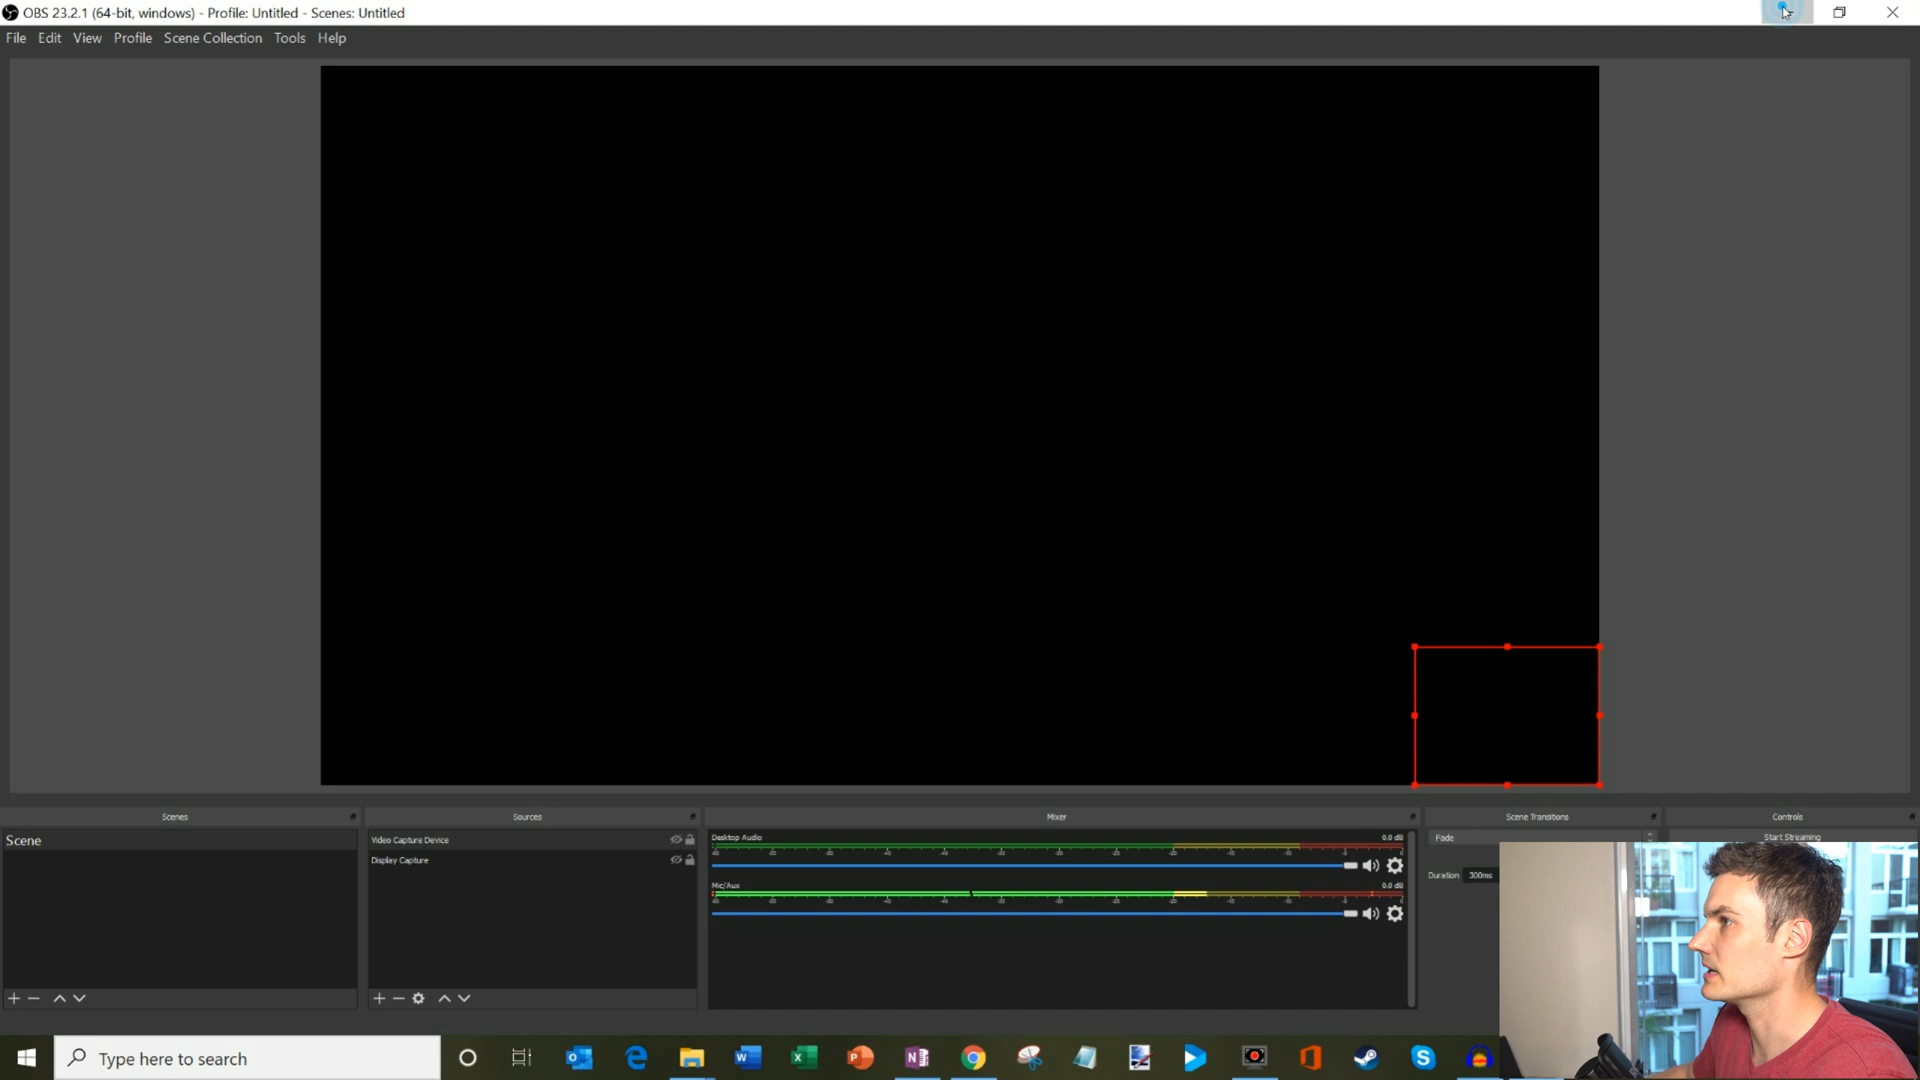 OBS 23.2.1 (64-bit, windows) - Profile: Untitled - Scenes: Untitled
File Edit View Profile Scene Collection Tools Help
Scenes Sources Mixer Scene Transitions Controls
Scene
Video Capture Device
Display Capture
Desktop Audio 0.0 dB
Mic/Aux 0.0 dB
Fade
Duration 300ms
Start Streaming
Type here to search